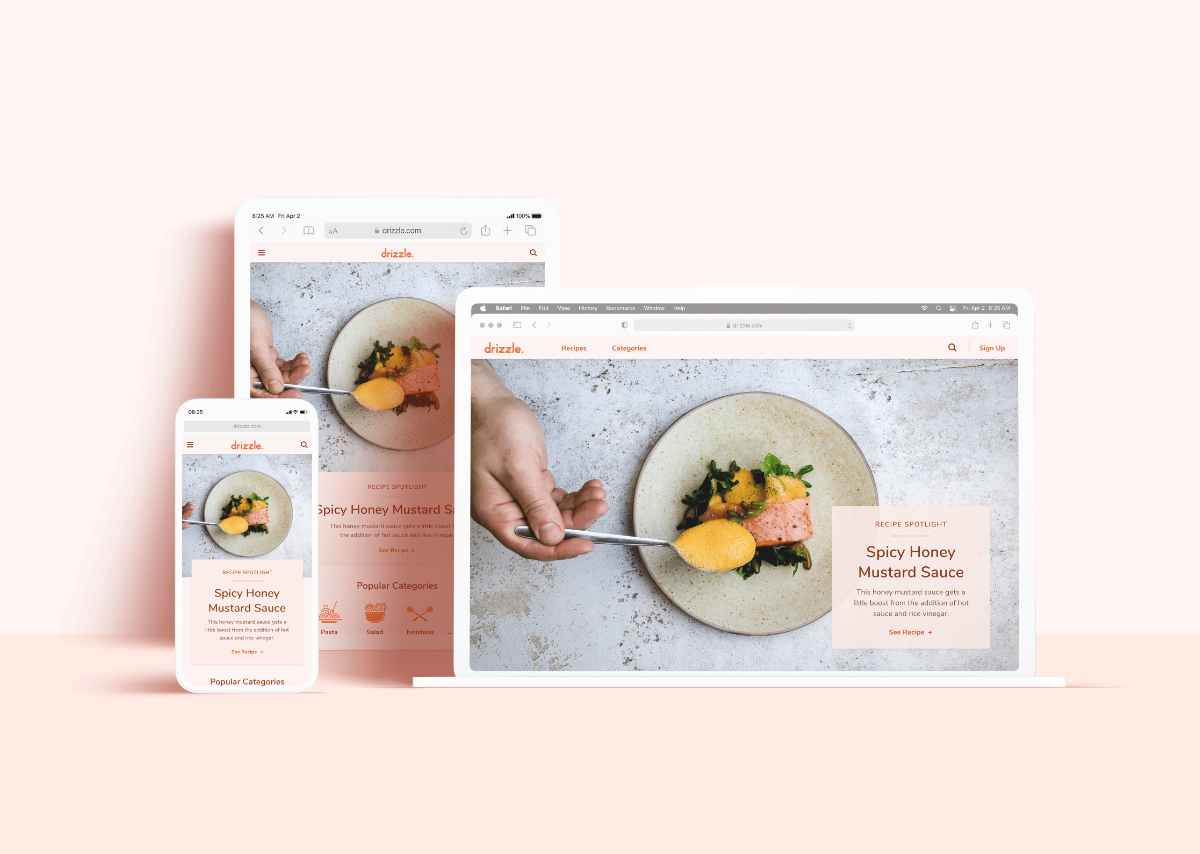 8:25 AM Fri Apr 2
100%
AA
drizzle.com
drizzle.
RECIPE SPOTLIGHT
Spicy Honey Mustard Sa
This honey mustard sauce gets a little boost
the addition of hot sauce and rice vinegar.
See Recipe →
Popular Categories
Pasta
Salad
Finishing
08:25
drizzle.com
drizzle.
RECIPE SPOTLIGHT
Spicy Honey
Mustard Sauce
This honey mustard sauce gets a
little boost from the addition of hot
sauce and rice vinegar.
See Recipe →
Popular Categories
Safari File Edit View History Bookmarks Window Help
Fri Apr 2 8:25 AM
drizzle.com
drizzle.
Recipes
Categories
Sign Up
RECIPE SPOTLIGHT
Spicy Honey
Mustard Sauce
This honey mustard sauce gets a
little boost from the addition of hot
sauce and rice vinegar.
See Recipe →